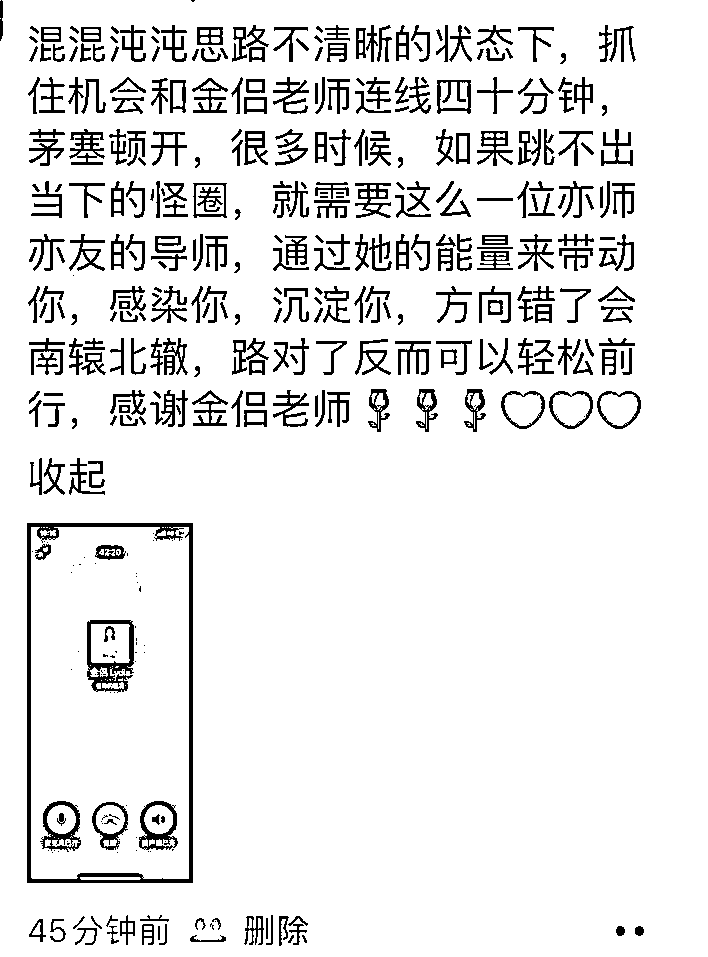 混混沌沌思路不清晰的状态下，抓
住机会和金侣老师连线四十分钟，
茅塞顿开，很多时候，如果跳不出
当下的怪圈，就需要这么一位亦师
亦友的导师，通过她的能量来带动
你，感染你，沉淀你，方向错了会
南辕北辙，路对了反而可以轻松前
行，感谢金侣老师🌹🌹🌹♡♡♡
收起
42:20
45分钟前 删除